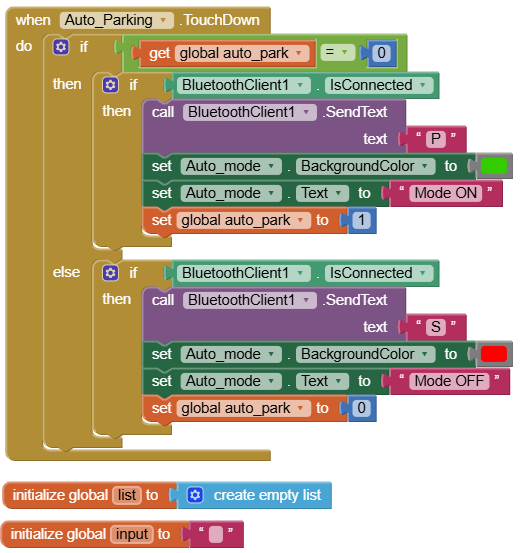 when Auto_Parking .TouchDown
do if get global auto_park = 0
then if BluetoothClient1 . IsConnected
then call BluetoothClient1 .SendText
text " P "
set Auto_mode . BackgroundColor to
set Auto_mode . Text to " Mode ON "
set global auto_park to 1
else if BluetoothClient1 . IsConnected
then call BluetoothClient1 .SendText
text " S "
set Auto_mode . BackgroundColor to
set Auto_mode . Text to " Mode OFF "
set global auto_park to 0
initialize global list to create empty list
initialize global input to " "